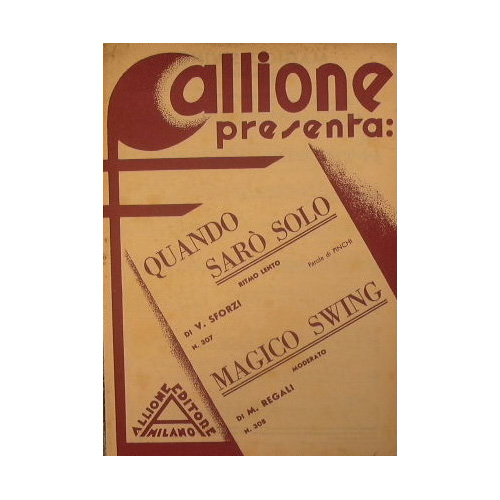 allione
presenta:
QUANDO
SARÒ SOLO
RITMO LENTO
Parole di PINCHI
DI V. SFORZI
N. 307
MAGICO SWING
MODERATO
DI M. REGALI
N. 308
ALLIONE EDITORE
MILANO